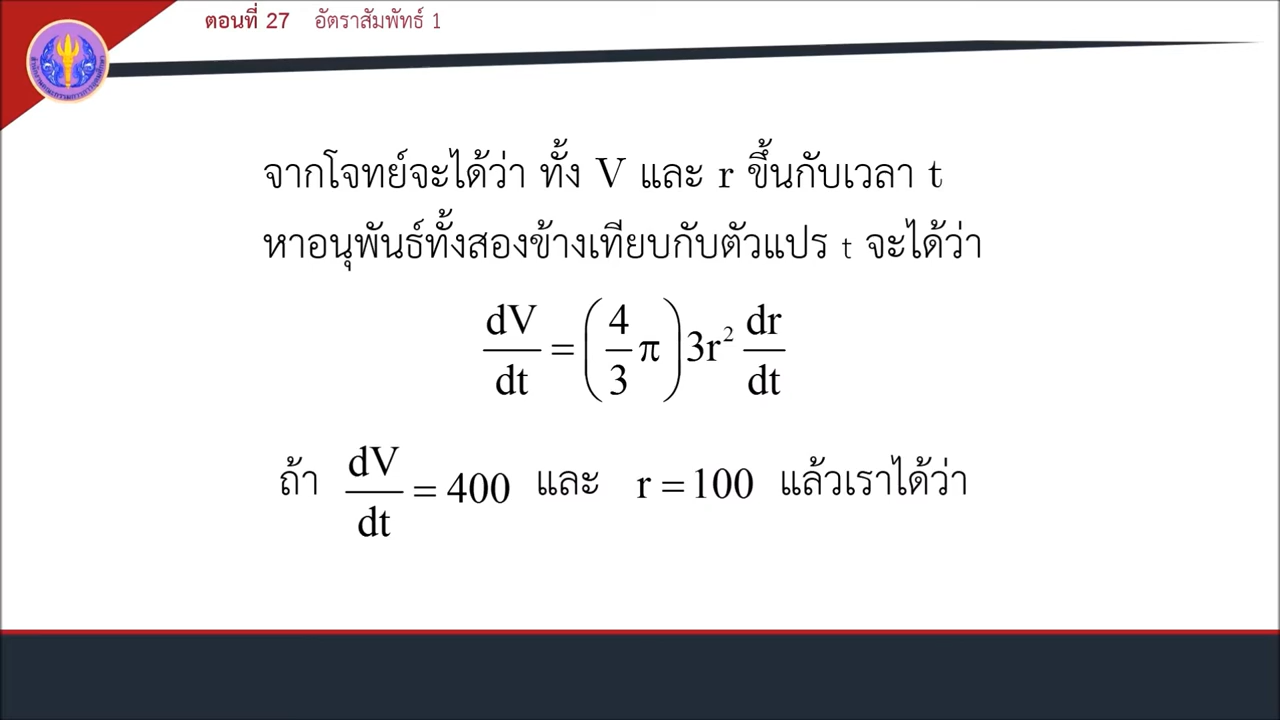 ตอนที่ 27 อัตราสัมพัทธ์ 1
จากโจทย์จะได้ว่า ทั้ง V และ r ขึ้นกับเวลา t
หาอนุพันธ์ทั้งสองข้างเทียบกับตัวแปร t จะได้ว่า
dV/dt = (4/3 π) 3r² dr/dt
ถ้า dV/dt = 400 และ r = 100 แล้วเราได้ว่า